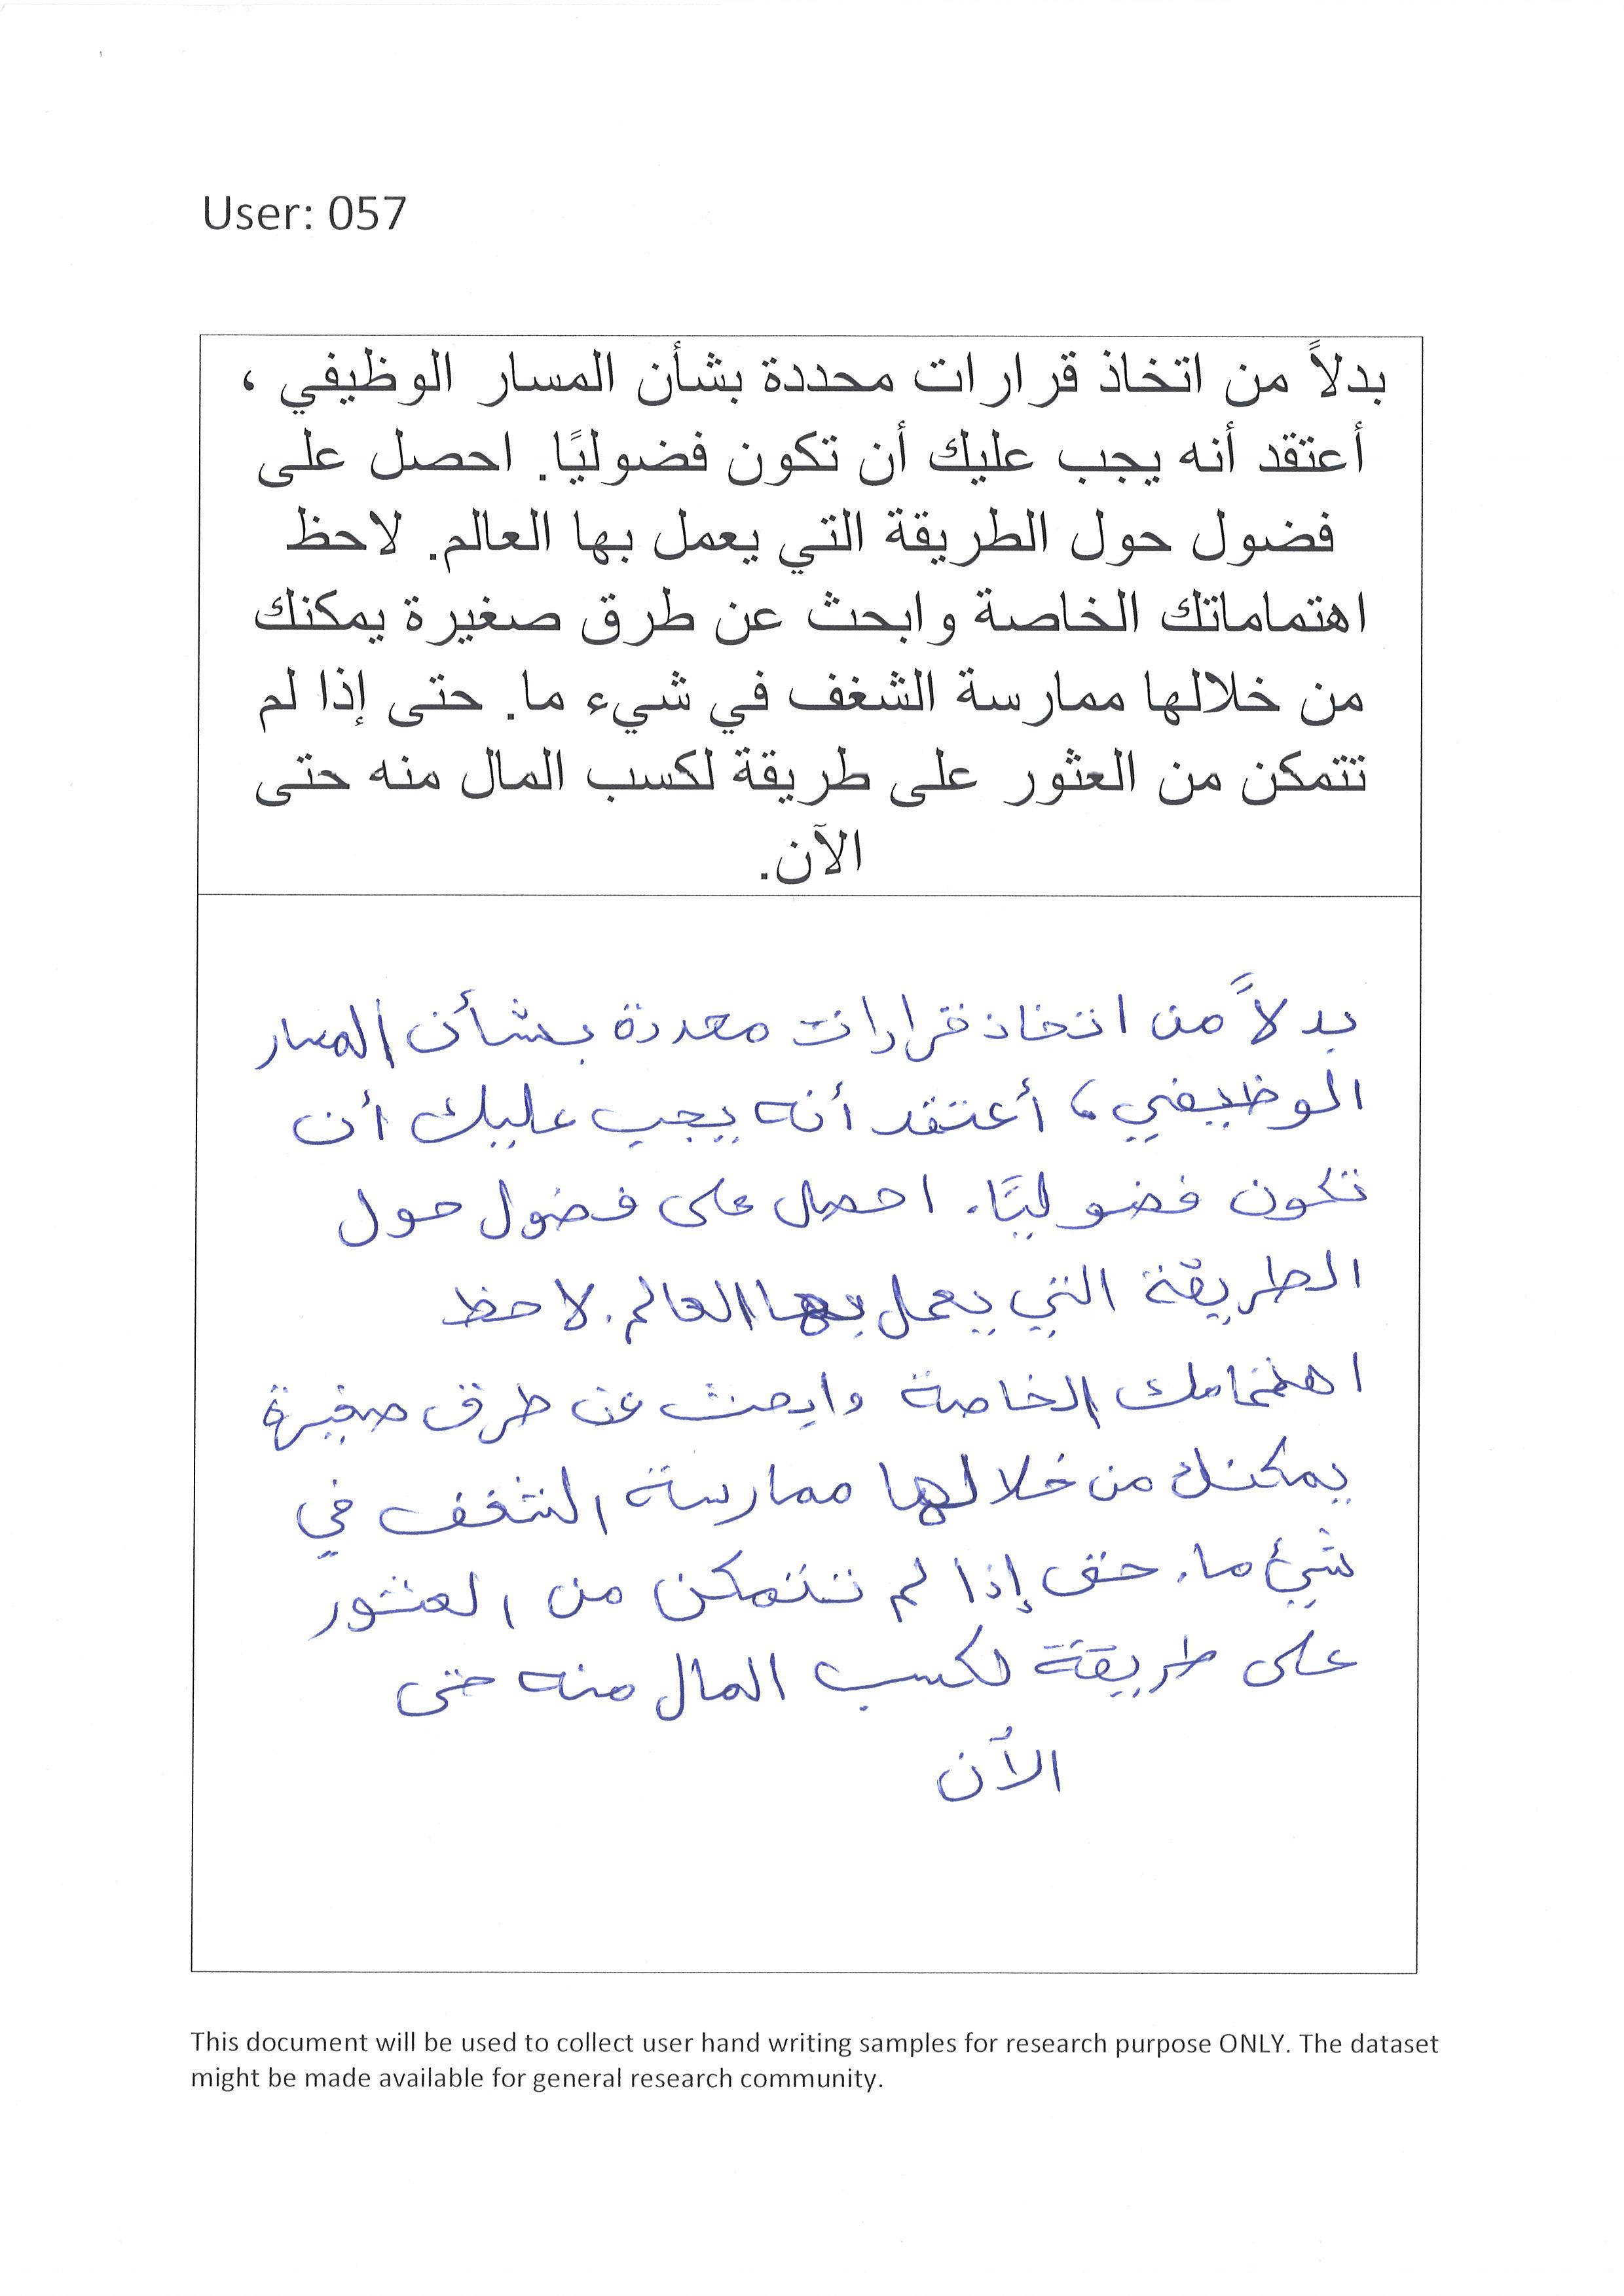 User: 057
بدلاً من اتخاذ قرارات محددة بشأن المسار الوظيفي ،
أعتقد أنه يجب عليك أن تكون فضوليًا. احصل على
فضول حول الطريقة التي يعمل بها العالم. لاحظ
اهتماماتك الخاصة وابحث عن طرق صغيرة يمكنك
من خلالها ممارسة الشغف في شيء ما. حتى إذا لم
تتمكن من العثور على طريقة لكسب المال منه حتى
الآن.
بدلاً من اتخاذ قرارات محددة بشأن المسار
الوظيفي، أعتقد أنه يجب عليك أن
تكون فضوليًا. احصل على فضول حول
الطريقة التي يعمل بها العالم. لاحظ
اهتمامك الخاصة وابحث عن طرق صغيرة
يمكنك من خلالها ممارسة الشغف في
شيئ ما. حتى إذا لم تتمكن من العثور
على طريقة لكسب المال منه حتى
الآن
This document will be used to collect user hand writing samples for research purpose ONLY. The dataset
might be made available for general research community.